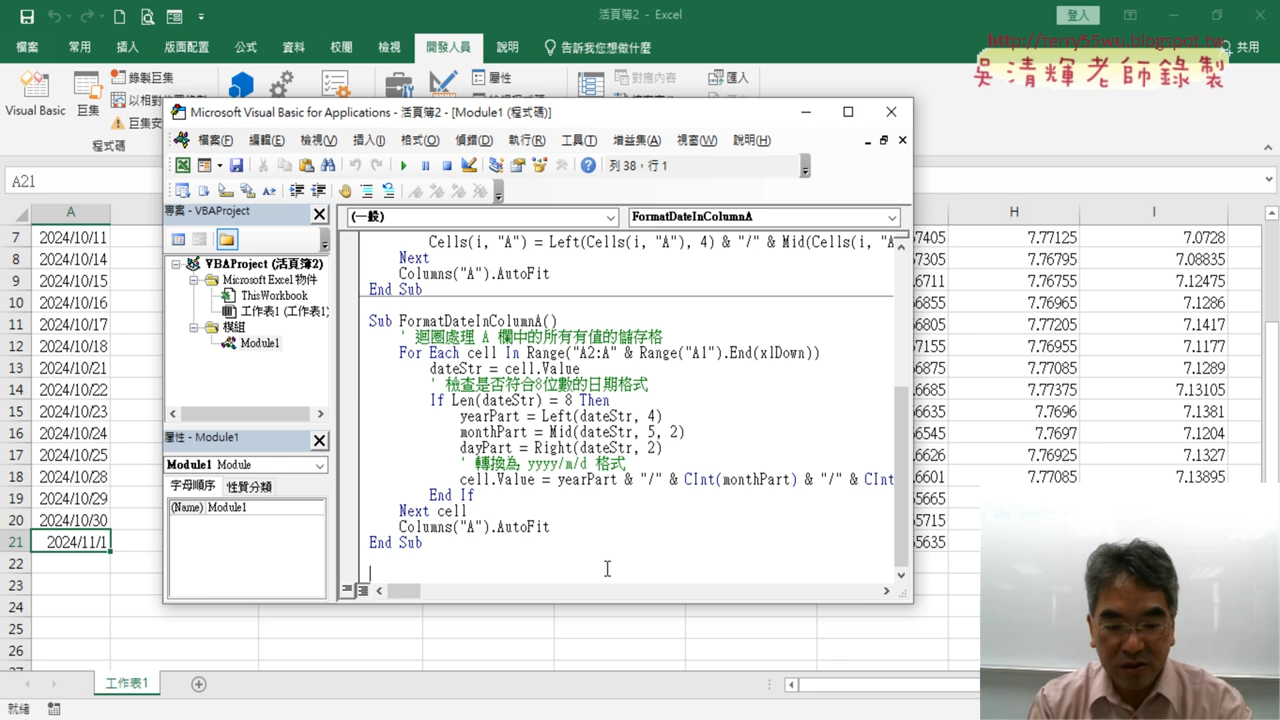 活頁簿2 - Excel
登入
檔案 常用 插入 版面配置 公式 資料 校閱 檢視 開發人員 說明 告訴我您想做什麼 共用
http://terry55wu.blogspot.tw
吳清輝老師錄製
Visual Basic 巨集 錄製巨集
巨集安
程式碼
屬性
對應內容 匯入
Microsoft Visual Basic for Applications - 活頁簿2 - [Module1 (程式碼)]
檔案(F) 編輯(E) 檢視(V) 插入(I) 格式(O) 偵錯(D) 執行(R) 工具(T) 增益集(A) 視窗(W) 說明(H)
列 38，行 1
A21
專案 - VBAProject
VBAProject (活頁簿2)
Microsoft Excel 物件
ThisWorkbook
工作表1 (工作表1)
模組
Module1
屬性 - Module1
Module1 Module
字母順序 性質分類
(Name) Module1
(一般) FormatDateInColumnA
Cells(i, "A") = Left(Cells(i, "A"), 4) & "/" & Mid(Cells(i, "A
Next
Columns("A").AutoFit
End Sub
Sub FormatDateInColumnA()
' 迴圈處理 A 欄中的所有有值的儲存格
For Each cell In Range("A2:A" & Range("A1").End(xlDown))
dateStr = cell.Value
' 檢查是否符合8位數的日期格式
If Len(dateStr) = 8 Then
yearPart = Left(dateStr, 4)
monthPart = Mid(dateStr, 5, 2)
dayPart = Right(dateStr, 2)
' 轉換為 yyyy/m/d 格式
cell.Value = yearPart & "/" & CInt(monthPart) & "/" & CInt
End If
Next cell
Columns("A").AutoFit
End Sub
A H I
7 2024/10/11 57405 7.77125 7.0728
8 2024/10/14 57305 7.76795 7.08835
9 2024/10/15 .6711 7.76755 7.12475
10 2024/10/16 56855 7.76965 7.1286
11 2024/10/17 56805 7.77205 7.1417
12 2024/10/18 57155 7.76955 7.1177
13 2024/10/21 56875 7.77085 7.1289
14 2024/10/22 .6685 7.77375 7.13105
15 2024/10/23 56635 7.7696 7.1381
16 2024/10/24 56545 7.7697 7.1204
17 2024/10/25 .6626 7.76925 7.1327
18 2024/10/28 .6601 7.77085 7.13895
19 2024/10/29 55665
20 2024/10/30 55715
21 2024/11/1 55635
22
23
24
25
26
工作表1
就緒